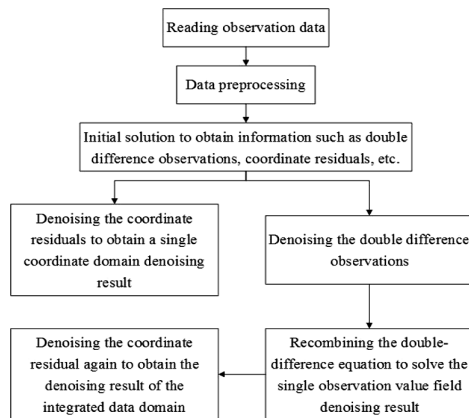 Reading observation data
Data preprocessing
Initial solution to obtain information such as double
difference observations, coordinate residuals, etc.
Denoising the coordinate
residuals to obtain a single
coordinate domain denoising
result
Denoising the double difference
observations
Denoising the coordinate
residual again to obtain the
denoising result of the
integrated data domain
Recombining the double-
difference equation to solve the
single observation value field
denoising result